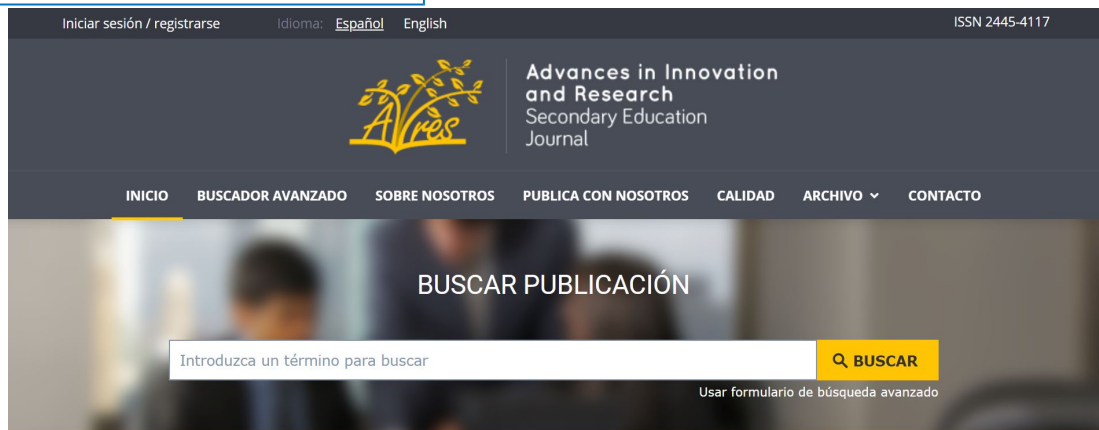 Iniciar sesión / registrarse Idioma: Español English ISSN 2445-4117
AIrès
Advances in Innovation
and Research
Secondary Education
Journal
INICIO BUSCADOR AVANZADO SOBRE NOSOTROS PUBLICA CON NOSOTROS CALIDAD ARCHIVO CONTACTO
BUSCAR PUBLICACIÓN
Introduzca un término para buscar BUSCAR
Usar formulario de búsqueda avanzado